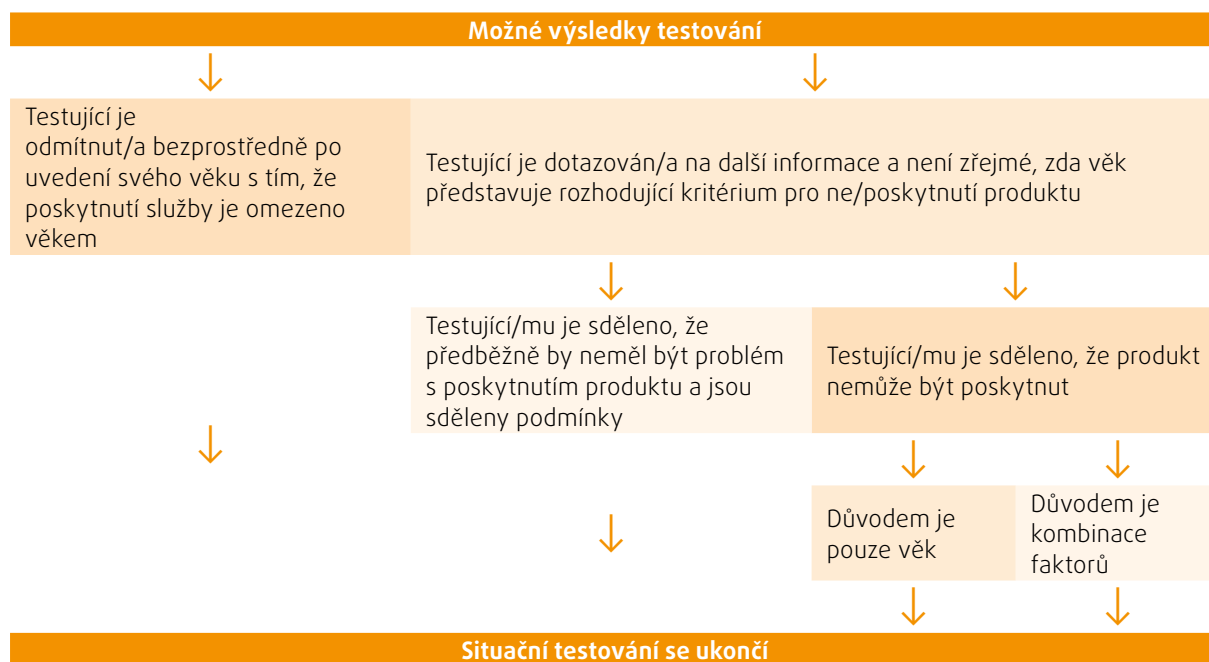 Možné výsledky testování
Testující je
odmítnut/a bezprostředně po
uvedení svého věku s tím, že
poskytnutí služby je omezeno
věkem
Testující je dotazován/a na další informace a není zřejmé, zda věk
představuje rozhodující kritérium pro ne/poskytnutí produktu
Testující/mu je sděleno, že
předběžně by neměl být problém
s poskytnutím produktu a jsou
sděleny podmínky
Testující/mu je sděleno, že produkt
nemůže být poskytnut
Důvodem je
pouze věk
Důvodem je
kombinace
faktorů
Situační testování se ukončí